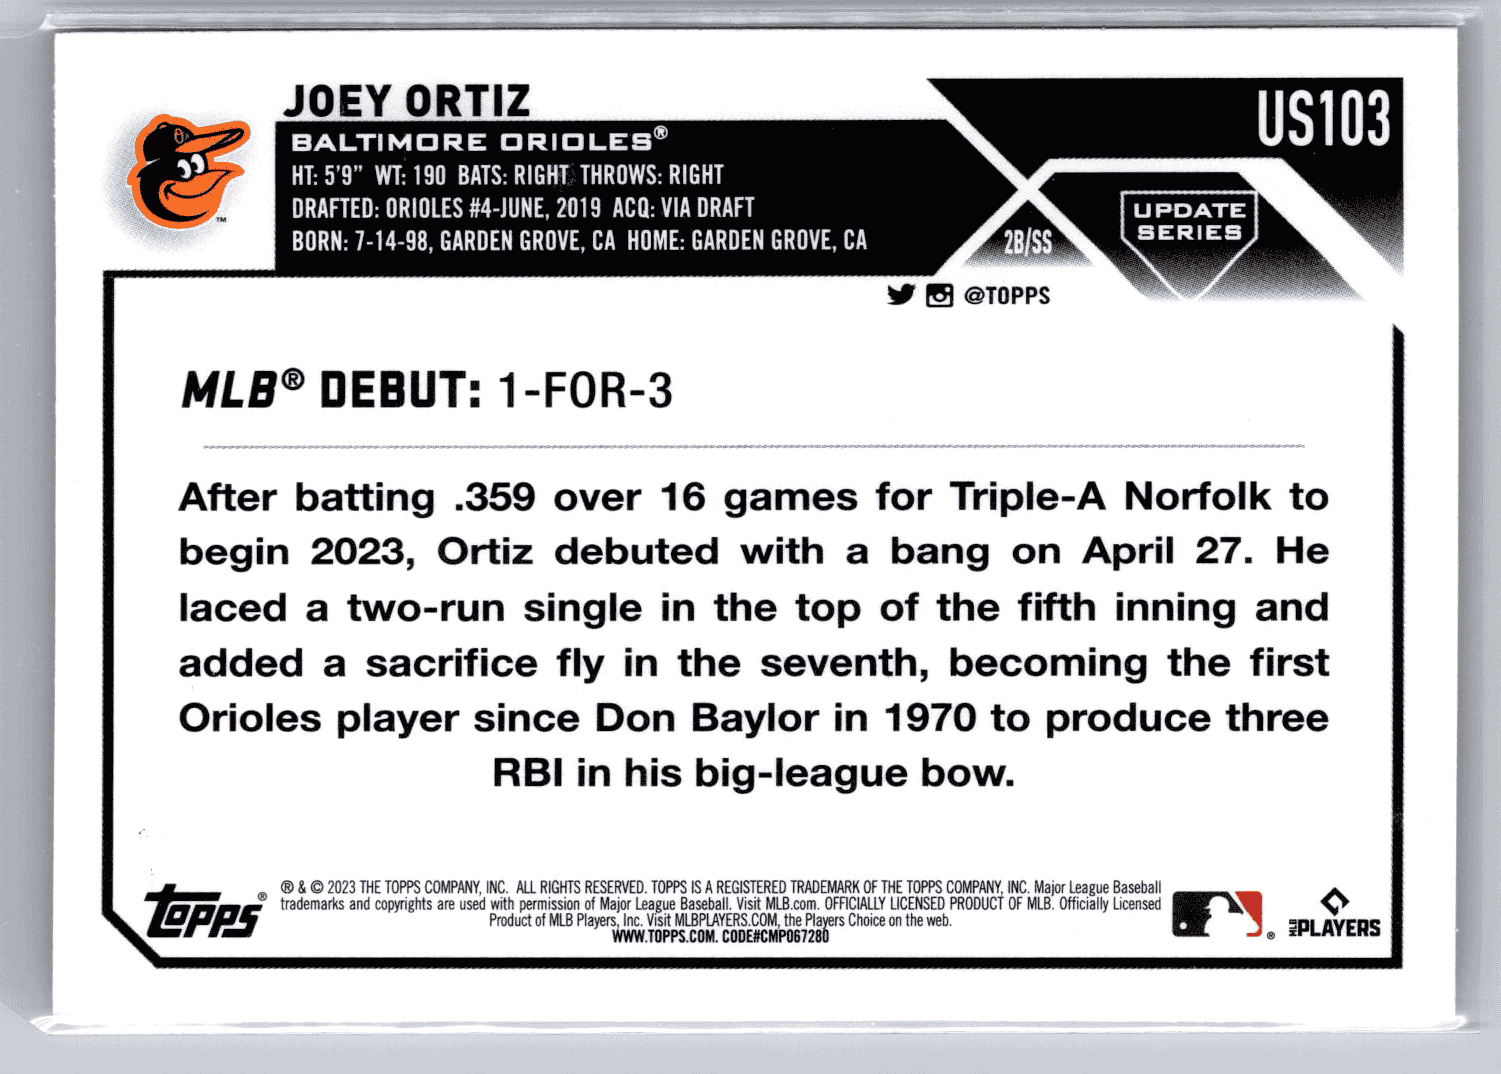 JOEY ORTIZ
US103
BALTIMORE ORIOLES®
HT: 5'9" WT: 190 BATS: RIGHT THROWS: RIGHT
DRAFTED: ORIOLES #4-JUNE, 2019 ACQ: VIA DRAFT
BORN: 7-14-98, GARDEN GROVE, CA HOME: GARDEN GROVE, CA
2B/SS
UPDATE
SERIES
™
@TOPPS
MLB® DEBUT: 1-FOR-3
After batting .359 over 16 games for Triple-A Norfolk to
begin 2023, Ortiz debuted with a bang on April 27. He
laced a two-run single in the top of the fifth inning and
added a sacrifice fly in the seventh, becoming the first
Orioles player since Don Baylor in 1970 to produce three
RBI in his big-league bow.
Topps®
® & © 2023 THE TOPPS COMPANY, INC. ALL RIGHTS RESERVED. TOPPS IS A REGISTERED TRADEMARK OF THE TOPPS COMPANY, INC. Major League Baseball
trademarks and copyrights are used with permission of Major League Baseball. Visit MLB.com. OFFICIALLY LICENSED PRODUCT OF MLB. Officially Licensed
Product of MLB Players, Inc. Visit MLBPLAYERS.COM, the Players Choice on the web.
WWW.TOPPS.COM. CODE#CMP067280
®
MLB PLAYERS